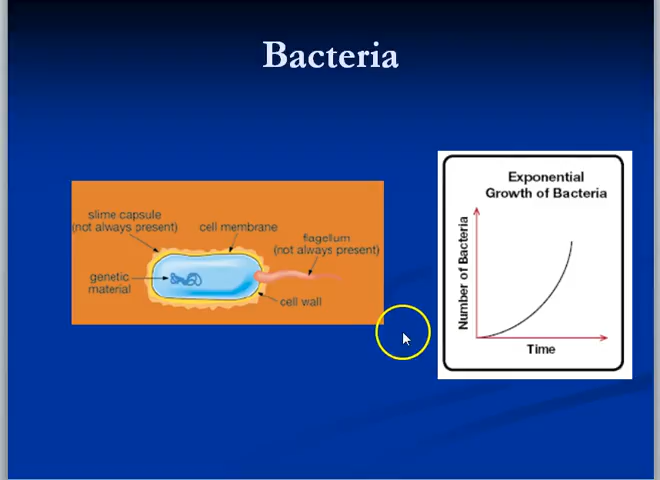 Bacteria
slime capsule
(not always present)
cell membrane
flagellum
(not always present)
genetic
material
cell wall
Exponential
Growth of Bacteria
Number of Bacteria
Time